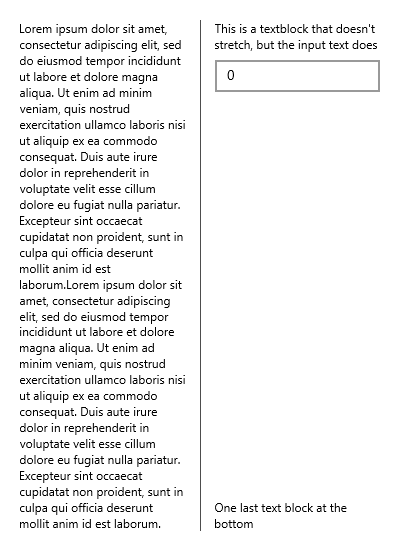 Lorem ipsum dolor sit amet,
consectetur adipiscing elit, sed
do eiusmod tempor incididunt
ut labore et dolore magna
aliqua. Ut enim ad minim
veniam, quis nostrud
exercitation ullamco laboris nisi
ut aliquip ex ea commodo
consequat. Duis aute irure
dolor in reprehenderit in
voluptate velit esse cillum
dolore eu fugiat nulla pariatur.
Excepteur sint occaecat
cupidatat non proident, sunt in
culpa qui officia deserunt
mollit anim id est
laborum.Lorem ipsum dolor sit
amet, consectetur adipiscing
elit, sed do eiusmod tempor
incididunt ut labore et dolore
magna aliqua. Ut enim ad
minim veniam, quis nostrud
exercitation ullamco laboris nisi
ut aliquip ex ea commodo
consequat. Duis aute irure
dolor in reprehenderit in
voluptate velit esse cillum
dolore eu fugiat nulla pariatur.
Excepteur sint occaecat
cupidatat non proident, sunt in
culpa qui officia deserunt
mollit anim id est laborum.
This is a textblock that doesn't
stretch, but the input text does
0
One last text block at the
bottom